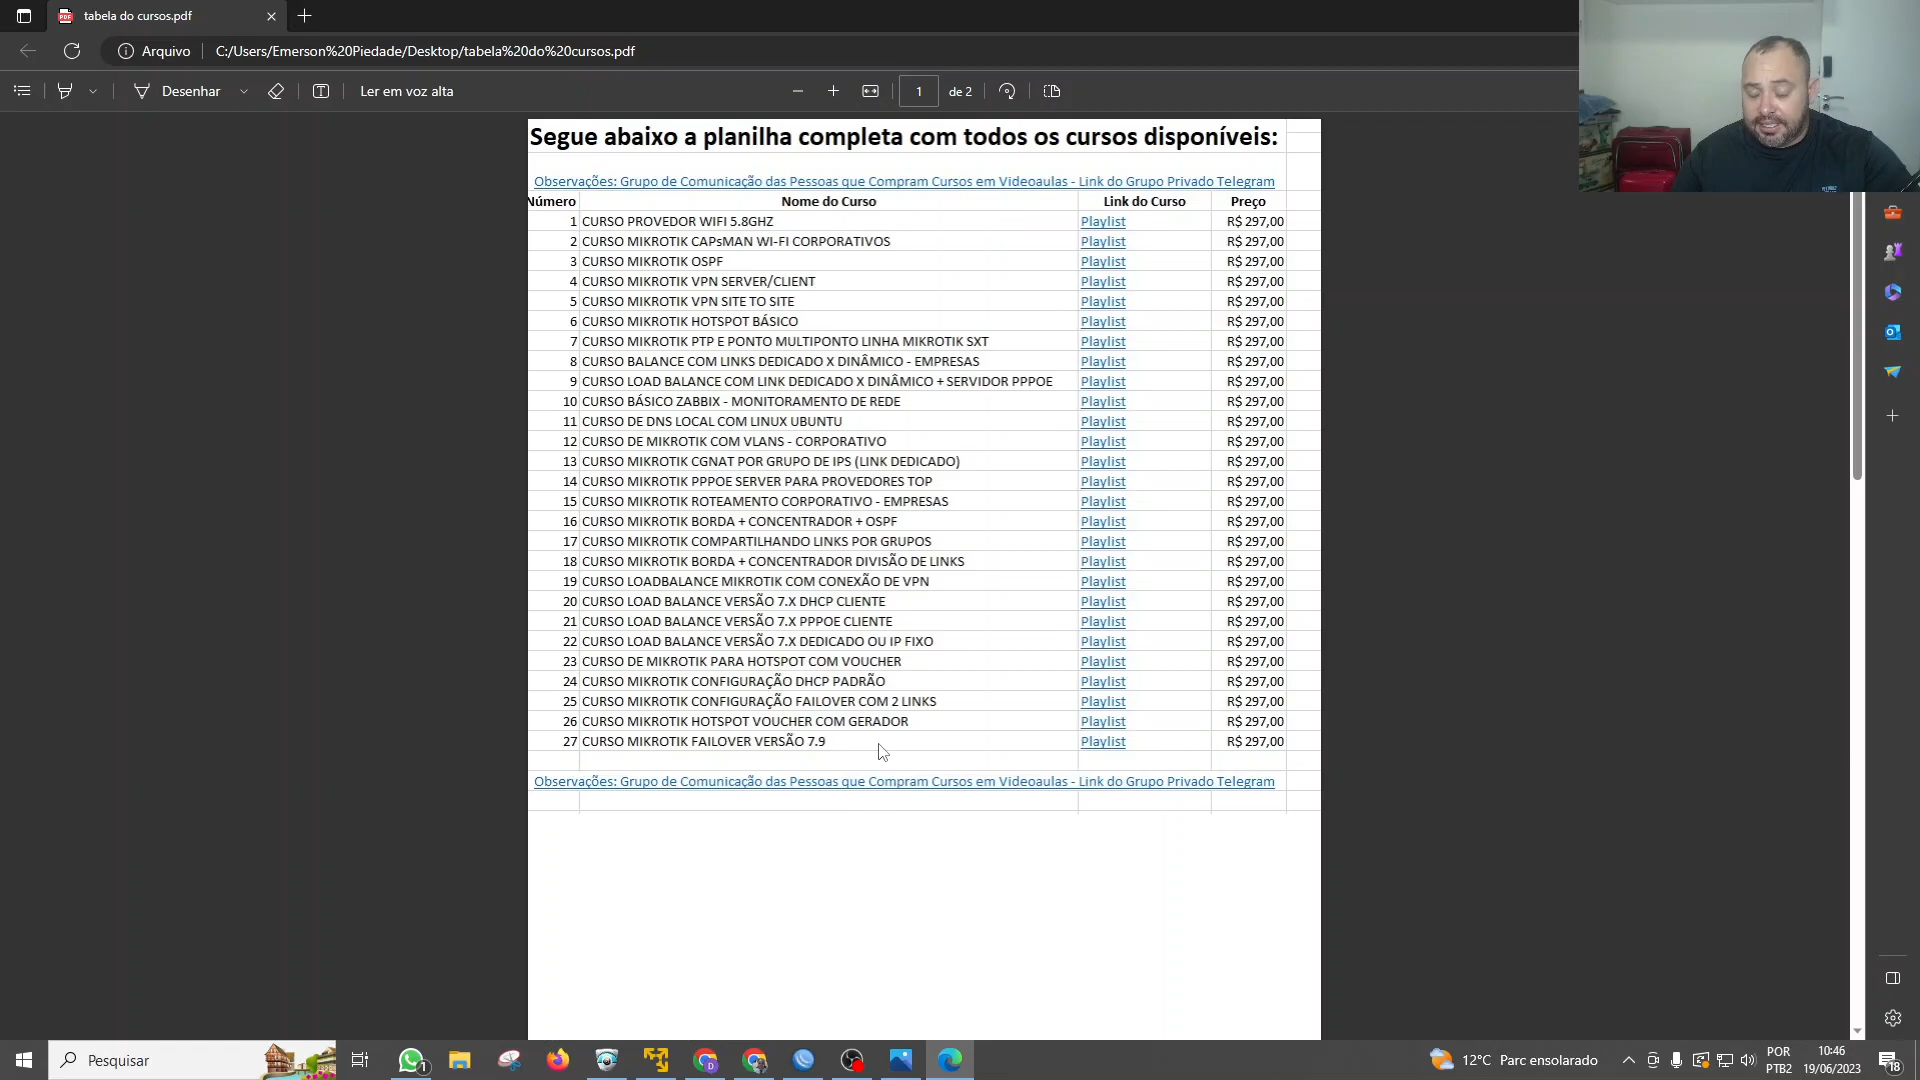 tabela do cursos.pdf
Arquivo C:/Users/Emerson%20Piedade/Desktop/tabela%20do%20cursos.pdf
Desenhar Ler em voz alta 1 de 2
Segue abaixo a planilha completa com todos os cursos disponíveis:
Observações: Grupo de Comunicação das Pessoas que Compram Cursos em Videoaulas - Link do Grupo Privado Telegram
Número Nome do Curso Link do Curso Preço
1 CURSO PROVEDOR WIFI 5.8GHZ Playlist R$ 297,00
2 CURSO MIKROTIK CAPsMAN WI-FI CORPORATIVOS Playlist R$ 297,00
3 CURSO MIKROTIK OSPF Playlist R$ 297,00
4 CURSO MIKROTIK VPN SERVER/CLIENT Playlist R$ 297,00
5 CURSO MIKROTIK VPN SITE TO SITE Playlist R$ 297,00
6 CURSO MIKROTIK HOTSPOT BÁSICO Playlist R$ 297,00
7 CURSO MIKROTIK PTP E PONTO MULTIPONTO LINHA MIKROTIK SXT Playlist R$ 297,00
8 CURSO BALANCE COM LINKS DEDICADO X DINÂMICO - EMPRESAS Playlist R$ 297,00
9 CURSO LOAD BALANCE COM LINK DEDICADO X DINÂMICO + SERVIDOR PPPOE Playlist R$ 297,00
10 CURSO BÁSICO ZABBIX - MONITORAMENTO DE REDE Playlist R$ 297,00
11 CURSO DE DNS LOCAL COM LINUX UBUNTU Playlist R$ 297,00
12 CURSO DE MIKROTIK COM VLANS - CORPORATIVO Playlist R$ 297,00
13 CURSO MIKROTIK CGNAT POR GRUPO DE IPS (LINK DEDICADO) Playlist R$ 297,00
14 CURSO MIKROTIK PPPOE SERVER PARA PROVEDORES TOP Playlist R$ 297,00
15 CURSO MIKROTIK ROTEAMENTO CORPORATIVO - EMPRESAS Playlist R$ 297,00
16 CURSO MIKROTIK BORDA + CONCENTRADOR + OSPF Playlist R$ 297,00
17 CURSO MIKROTIK COMPARTILHANDO LINKS POR GRUPOS Playlist R$ 297,00
18 CURSO MIKROTIK BORDA + CONCENTRADOR DIVISÃO DE LINKS Playlist R$ 297,00
19 CURSO LOADBALANCE MIKROTIK COM CONEXÃO DE VPN Playlist R$ 297,00
20 CURSO LOAD BALANCE VERSÃO 7.X DHCP CLIENTE Playlist R$ 297,00
21 CURSO LOAD BALANCE VERSÃO 7.X PPPOE CLIENTE Playlist R$ 297,00
22 CURSO LOAD BALANCE VERSÃO 7.X DEDICADO OU IP FIXO Playlist R$ 297,00
23 CURSO DE MIKROTIK PARA HOTSPOT COM VOUCHER Playlist R$ 297,00
24 CURSO MIKROTIK CONFIGURAÇÃO DHCP PADRÃO Playlist R$ 297,00
25 CURSO MIKROTIK CONFIGURAÇÃO FAILOVER COM 2 LINKS Playlist R$ 297,00
26 CURSO MIKROTIK HOTSPOT VOUCHER COM GERADOR Playlist R$ 297,00
27 CURSO MIKROTIK FAILOVER VERSÃO 7.9 Playlist R$ 297,00
Observações: Grupo de Comunicação das Pessoas que Compram Cursos em Videoaulas - Link do Grupo Privado Telegram
Pesquisar 1 12°C Parc ensolarado POR 10:46
PTB2 19/06/2023 18